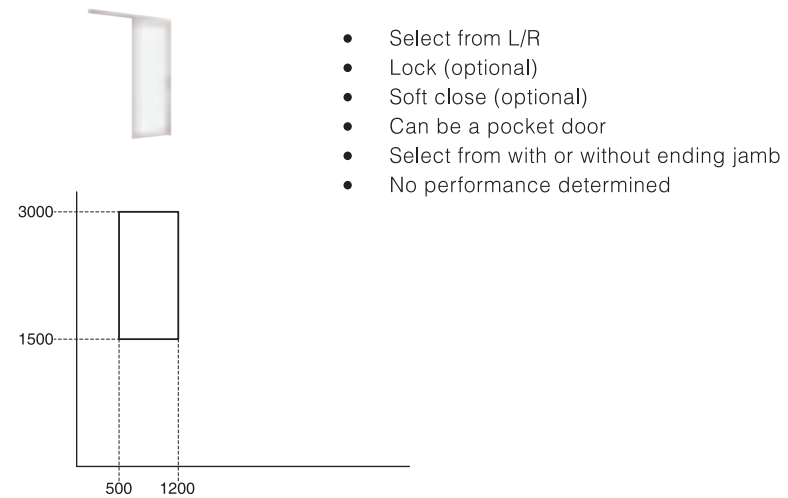 • Select from L/R
• Lock (optional)
• Soft close (optional)
• Can be a pocket door
• Select from with or without ending jamb
• No performance determined
3000
1500
500 1200